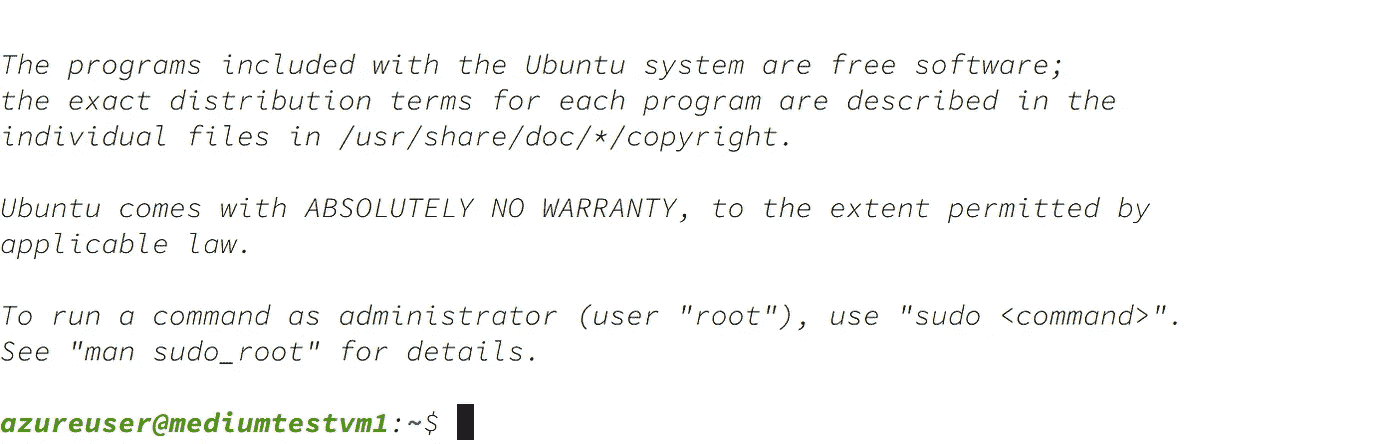 The programs included with the Ubuntu system are free software;
the exact distribution terms for each program are described in the
individual files in /usr/share/doc/*/copyright.
Ubuntu comes with ABSOLUTELY NO WARRANTY, to the extent permitted by
applicable law.
To run a command as administrator (user "root"), use "sudo <command>".
See "man sudo_root" for details.
azureuser@mediumtestvm1:~$